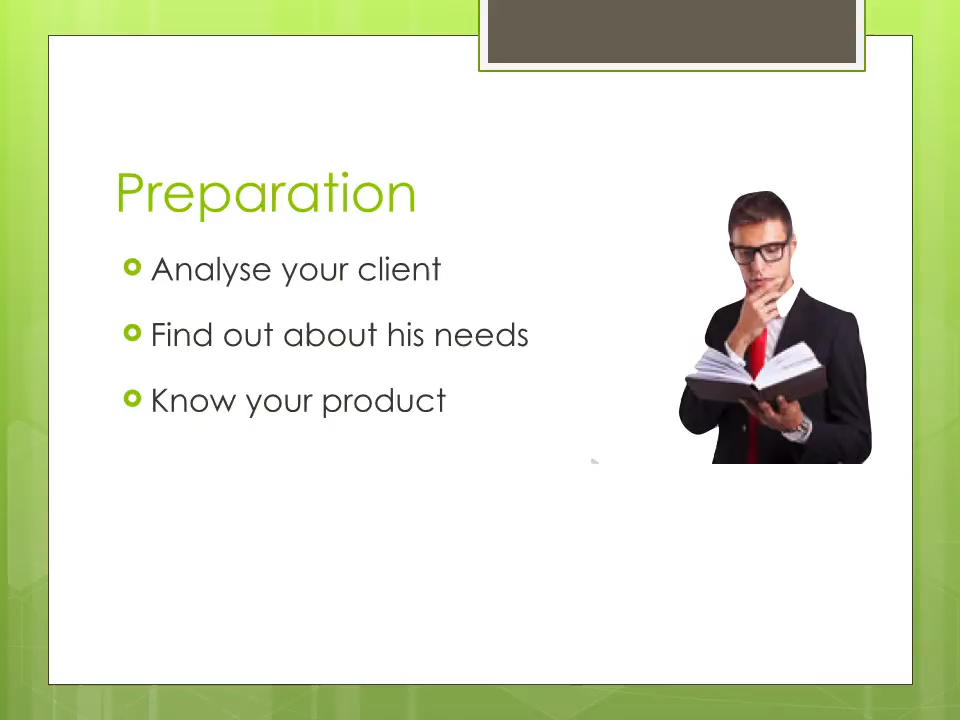 Preparation
Analyse your client
Find out about his needs
Know your product